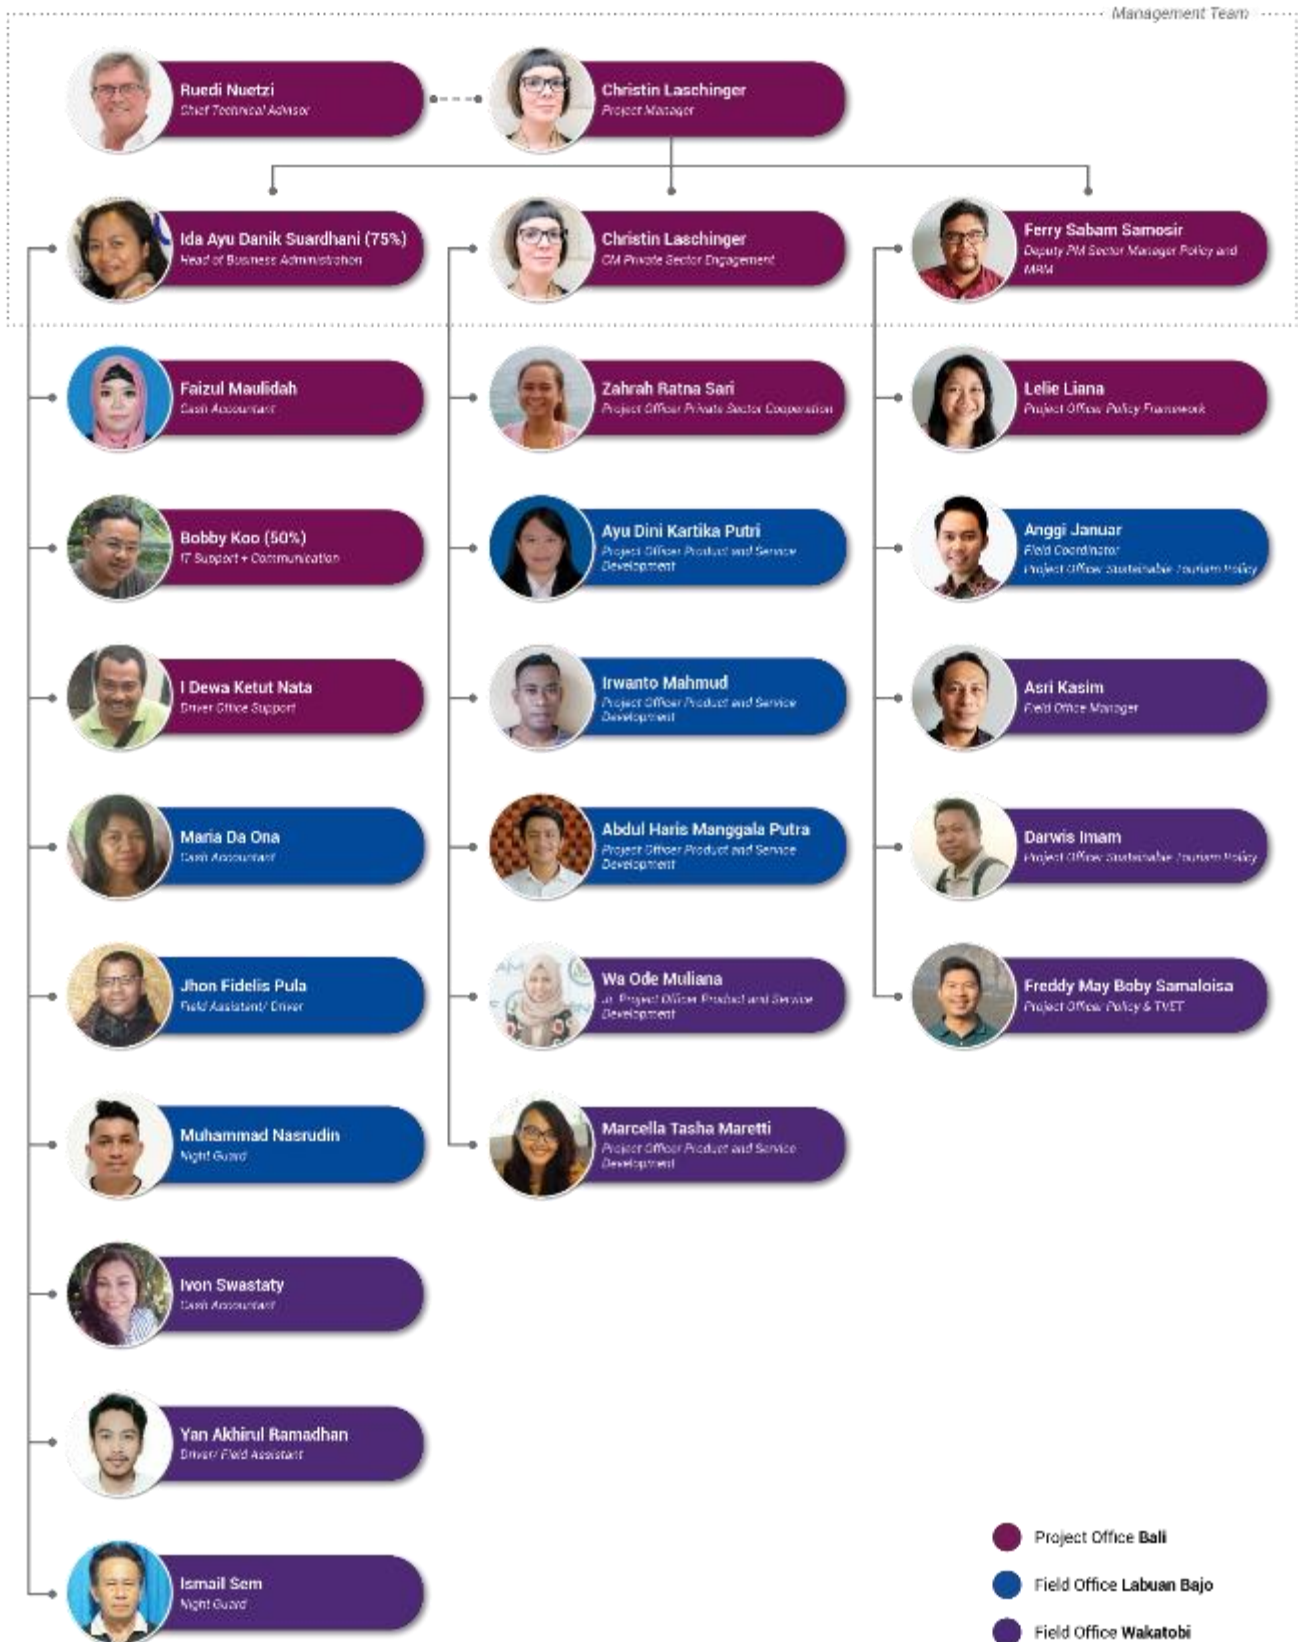 Management Team
Ruedi Nuetzi
Chief Technical Advisor
Christin Laschinger
Project Manager
Ida Ayu Danik Suardhani (75%)
Head of Business Administration
Christin Laschinger
CM Private Sector Engagement
Ferry Sabam Samosir
Deputy PM Sector Manager Policy and
MRM
Faizul Maulidah
Cash Accountant
Zahrah Ratna Sari
Project Officer Private Sector Cooperation
Lelie Liana
Project Officer Policy Framework
Bobby Koo (50%)
IT Support + Communication
Ayu Dini Kartika Putri
Project Officer Product and Service
Development
Anggi Januar
Field Coordinator
Project Officer Sustainable Tourism Policy
I Dewa Ketut Nata
Driver Office Support
Irwanto Mahmud
Project Officer Product and Service
Development
Asri Kasim
Field Office Manager
Maria Da Ona
Cash Accountant
Abdul Haris Manggala Putra
Project Officer Product and Service
Development
Darwis Imam
Project Officer Sustainable Tourism Policy
Jhon Fidelis Pula
Field Assistant/ Driver
Wa Ode Muliana
Jr. Project Officer Product and Service
Development
Freddy May Boby Samaloisa
Project Officer Policy & TVET
Muhammad Nasrudin
Night Guard
Marcella Tasha Maretti
Project Officer Product and Service
Development
Ivon Swastaty
Cash Accountant
Yan Akhirul Ramadhan
Driver/ Field Assistant
Ismail Sem
Night Guard
Project Office Bali
Field Office Labuan Bajo
Field Office Wakatobi